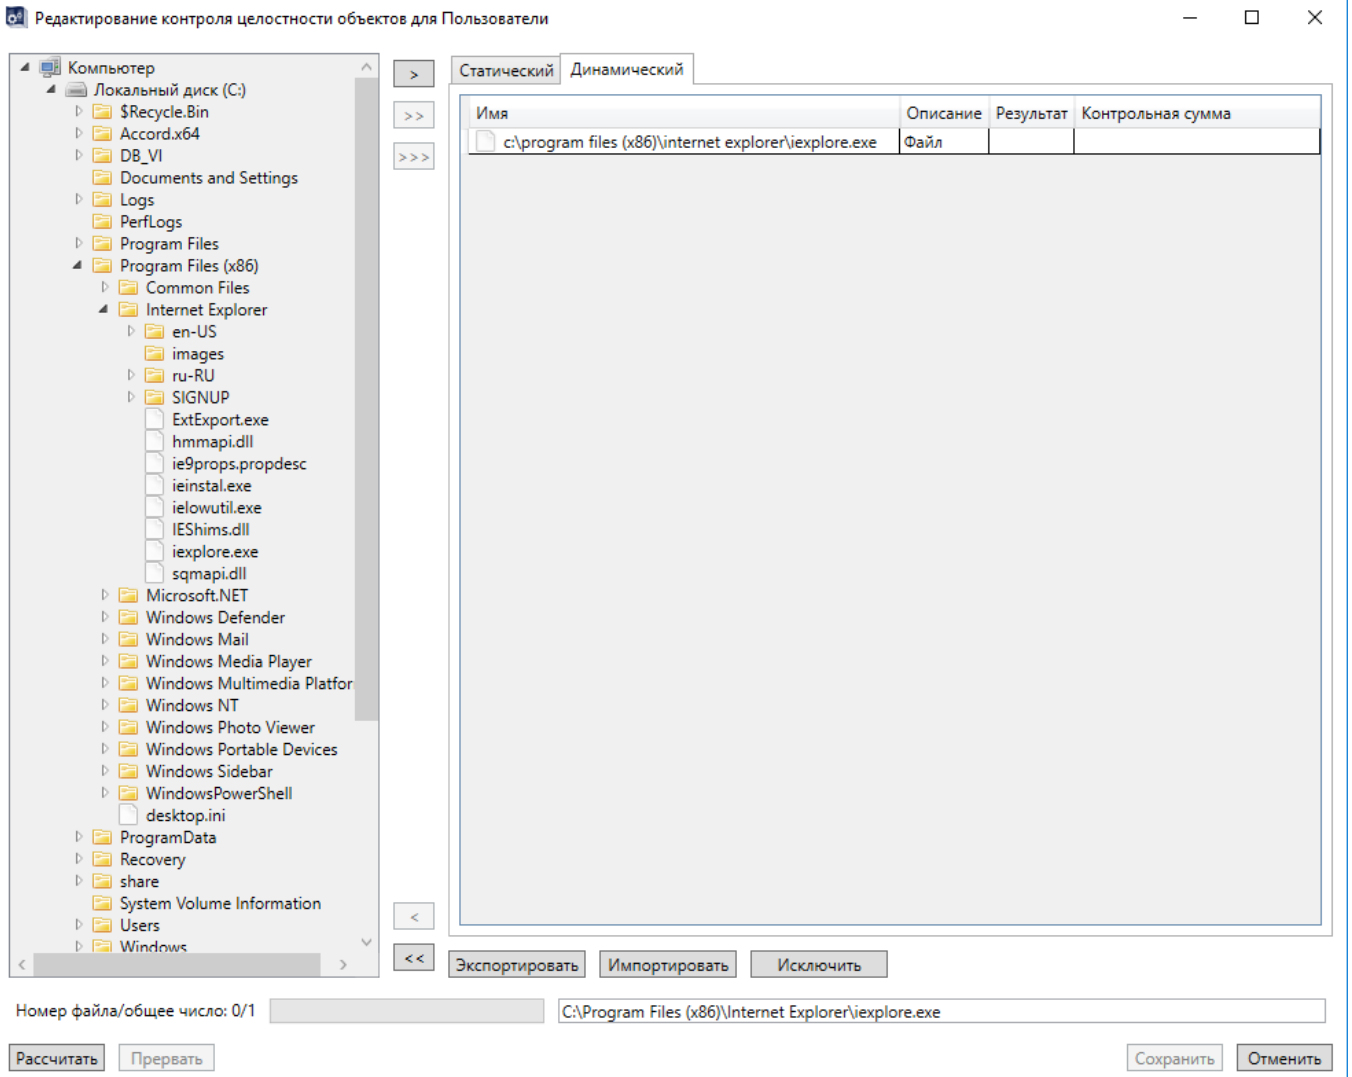 Редактирование контроля целостности объектов для Пользователи
Компьютер
Локальный диск (C:)
$Recycle.Bin
Accord.x64
DB_VI
Documents and Settings
Logs
PerfLogs
Program Files
Program Files (x86)
Common Files
Internet Explorer
en-US
images
ru-RU
SIGNUP
ExtExport.exe
hmmapi.dll
ie9props.propdesc
ieinstal.exe
ielowutil.exe
IEShims.dll
iexplore.exe
sqmapi.dll
Microsoft.NET
Windows Defender
Windows Mail
Windows Media Player
Windows Multimedia Platfor
Windows NT
Windows Photo Viewer
Windows Portable Devices
Windows Sidebar
WindowsPowerShell
desktop.ini
ProgramData
Recovery
share
System Volume Information
Users
Windows
>
>>
>>>
<
<<
Статический Динамический
Имя Описание Результат Контрольная сумма
c:\program files (x86)\internet explorer\iexplore.exe Файл
Экспортировать Импортировать Исключить
Номер файла/общее число: 0/1 C:\Program Files (x86)\Internet Explorer\iexplore.exe
Рассчитать Прервать Сохранить Отменить